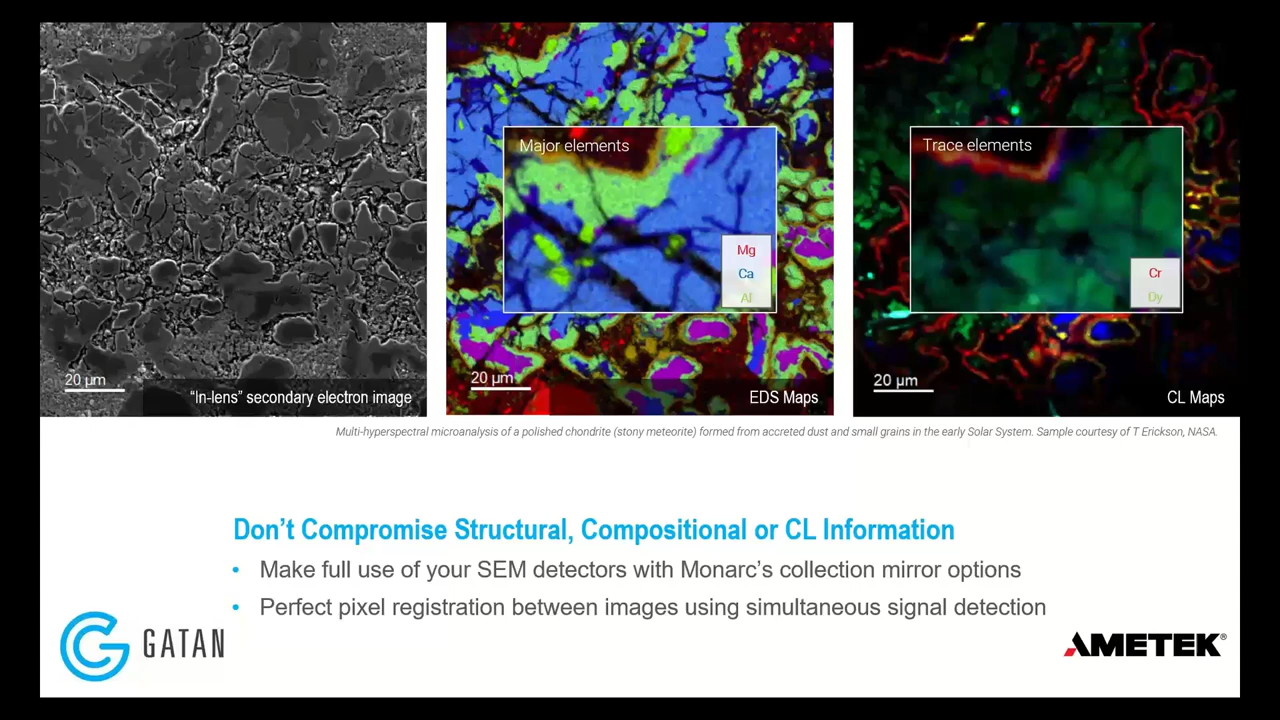 Major elements
Mg
Ca
Al
Trace elements
Cr
Dy
20 µm
"In-lens" secondary electron image
20 µm
EDS Maps
20 µm
CL Maps
Multi-hyperspectral microanalysis of a polished chondrite (stony meteorite) formed from accreted dust and small grains in the early Solar System. Sample courtesy of T Erickson, NASA.
Don't Compromise Structural, Compositional or CL Information
• Make full use of your SEM detectors with Monarc's collection mirror options
• Perfect pixel registration between images using simultaneous signal detection
GATAN
AMETEK®